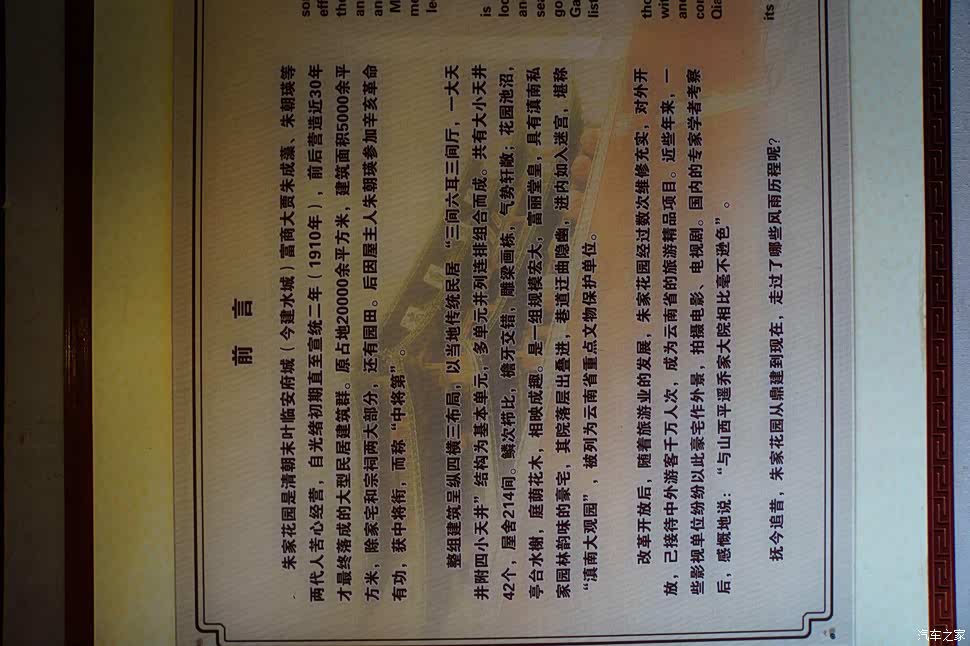 前 言
朱家花园是清朝末叶临安府城（今建水城）富商大贾朱成藻、朱朝瑛等
两代人苦心经营，自光绪初期直至宣统二年（1910年），前后营造近30年
才最终落成的大型民居建筑群。原占地20000余平方米，建筑面积5000余平
方米，除家宅和宗祠两大部分，还有园田。后因屋主人朱朝瑛参加辛亥革命
有功，获中将衔，而称“中将第”。
整组建筑呈纵四横三布局，以当地传统民居“三间六耳三间厅，一大天
井附四小天井”结构为基本单元，多单元并列连排组合而成。共有大小天井
42个，屋舍214间。鳞次栉比，檐牙交错，雕梁画栋，气势轩敞；花园池沼，
亭台水榭，庭荫花木，相映成趣。是一组规模宏大，富丽堂皇，具有滇南私
家园林韵味的豪宅，其院落层出叠进，巷道迂曲隐幽，进内如入迷宫，堪称
“滇南大观园”，被列为云南省重点文物保护单位。
改革开放后，随着旅游业的发展，朱家花园经过数次维修充实，对外开
放，己接待中外游客千万人次，成为云南省的旅游精品项目。近些年来，一
些影视单位纷纷以此豪宅作外景，拍摄电影、电视剧。国内的专家学者考察
后，感慨地说：“与山西平遥乔家大院相比毫不逊色”。
抚今追昔，朱家花园从鼎建到现在，走过了哪些风雨历程呢？
is
an
go
list
its
汽车之家